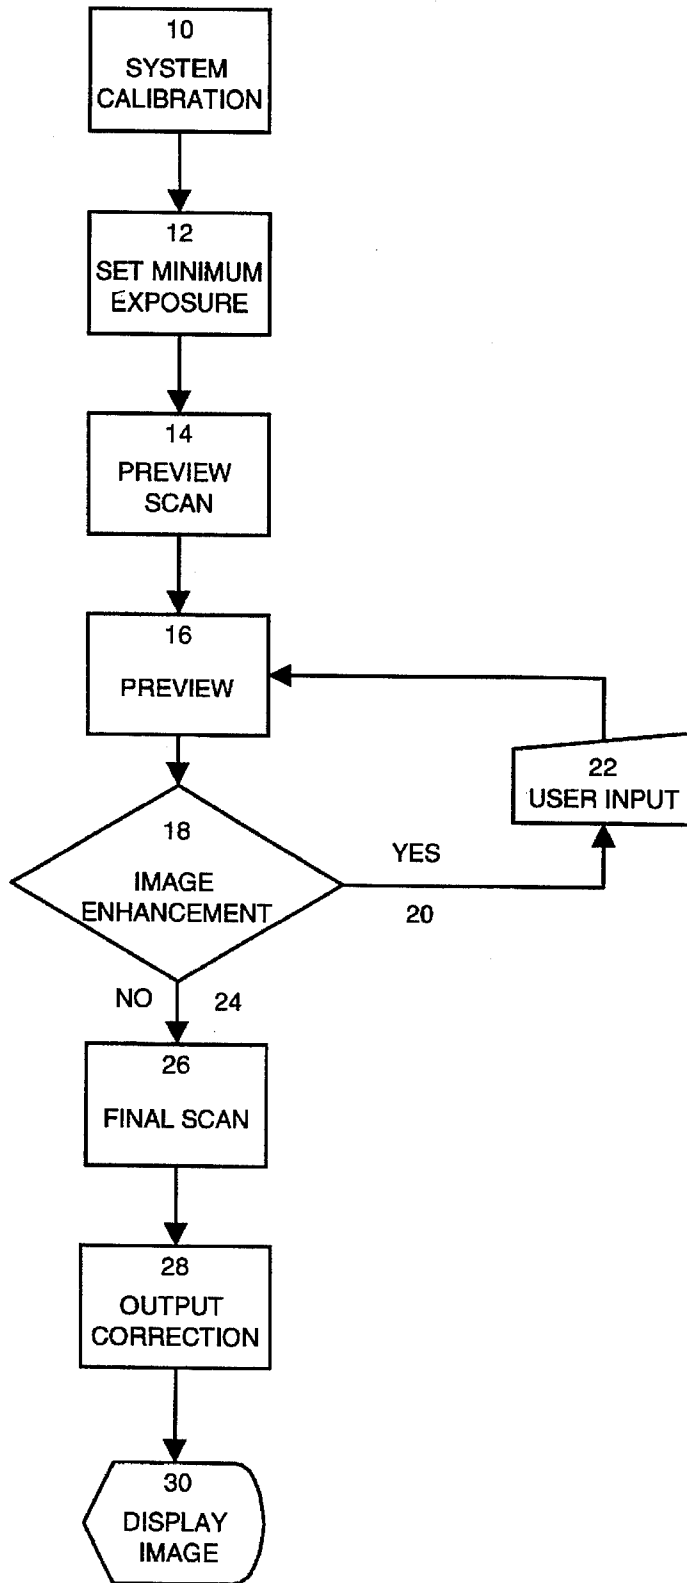 10
SYSTEM
CALIBRATION
12
SET MINIMUM
EXPOSURE
14
PREVIEW
SCAN
16
PREVIEW
22
USER INPUT
18
IMAGE
ENHANCEMENT
YES
20
NO 24
26
FINAL SCAN
28
OUTPUT
CORRECTION
30
DISPLAY
IMAGE